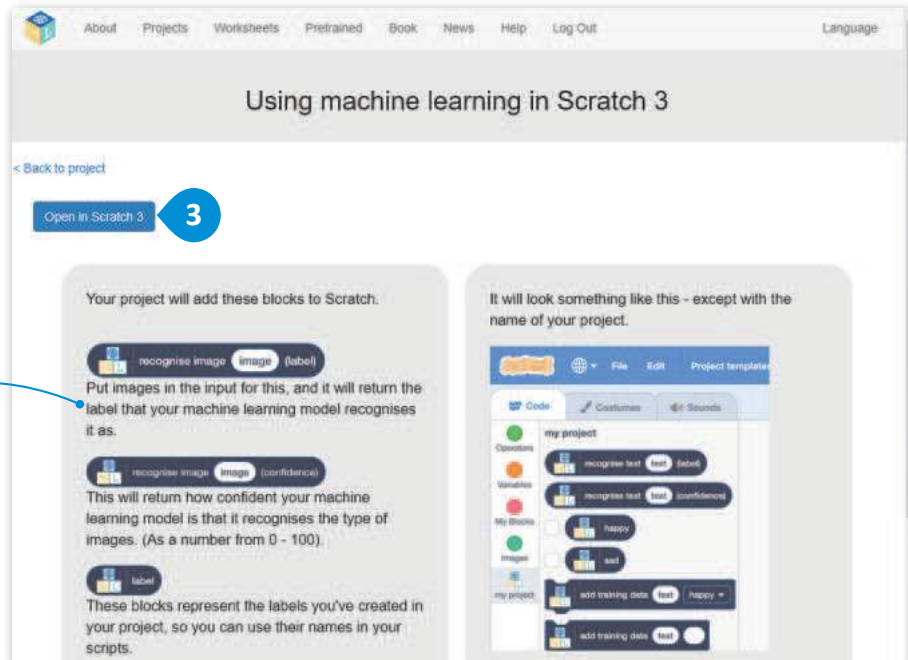 About Projects Worksheets Pretrained Book News Help Log Out Language
Using machine learning in Scratch 3
< Back to project
Open in Scratch 3
3
Your project will add these blocks to Scratch.
recognise image image (label)
Put images in the input for this, and it will return the
label that your machine learning model recognises
it as.
recognise image image (confidence)
This will return how confident your machine
learning model is that it recognises the type of
images. (As a number from 0 - 100).
label
These blocks represent the labels you've created in
your project, so you can use their names in your
scripts.
It will look something like this - except with the
name of your project.
File Edit Project templates
Code Costumes Sounds
my project
Operators
Variables
My Blocks
Images
my project
recognise text text (label)
recognise text text (confidence)
happy
sad
add training data text happy
add training data text